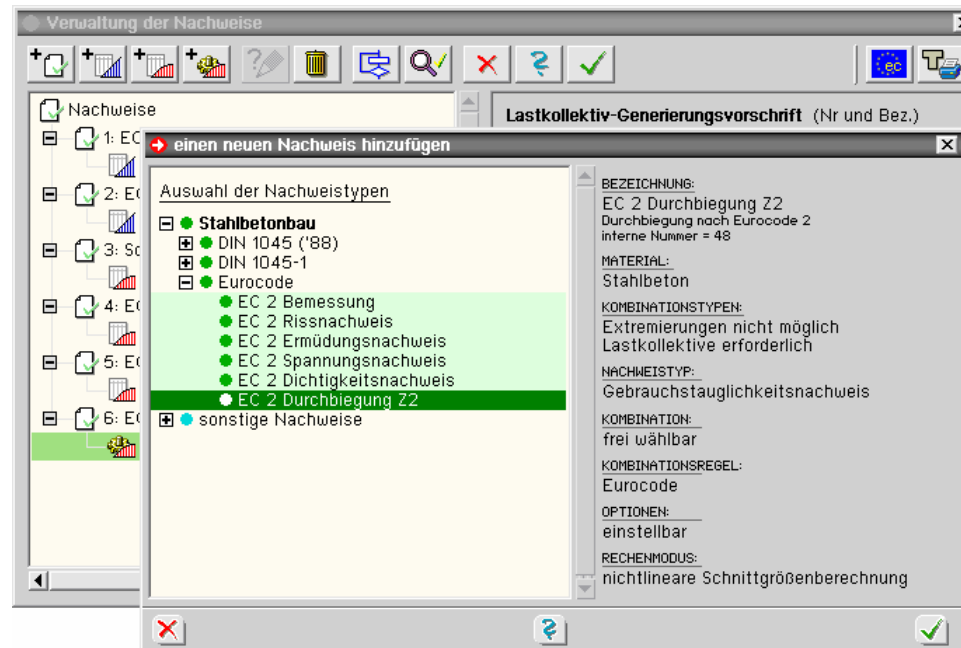 Verwaltung der Nachweise
ec
Nachweise
Lastkollektiv-Generierungsvorschrift (Nr und Bez.)
1: EC
2: E
3: Sc
4: EC
5: E
6: E
einen neuen Nachweis hinzufügen
Auswahl der Nachweistypen
Stahlbetonbau
DIN 1045 ('88)
DIN 1045-1
Eurocode
EC 2 Bemessung
EC 2 Rissnachweis
EC 2 Ermüdungsnachweis
EC 2 Spannungsnachweis
EC 2 Dichtigkeitsnachweis
EC 2 Durchbiegung Z2
sonstige Nachweise
BEZEICHNUNG:
EC 2 Durchbiegung Z2
Durchbiegung nach Eurocode 2
interne Nummer = 48
MATERIAL:
Stahlbeton
KOMBINATIONSTYPEN:
Extremierungen nicht möglich
Lastkollektive erforderlich
NACHWEISTYP:
Gebrauchstauglichkeitsnachweis
KOMBINATION:
frei wählbar
KOMBINATIONSREGEL:
Eurocode
OPTIONEN:
einstellbar
RECHENMODUS:
nichtlineare Schnittgrößenberechnung